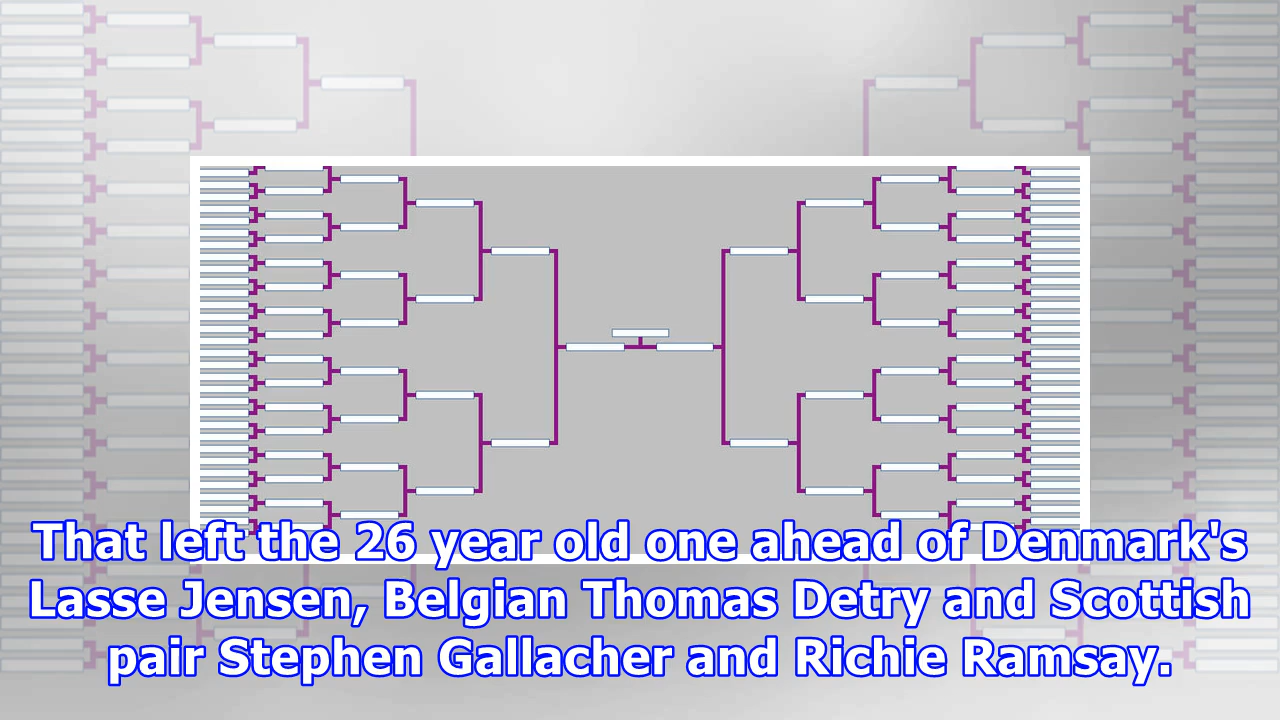 That left the 26 year old one ahead of Denmark's
Lasse Jensen, Belgian Thomas Detry and Scottish
pair Stephen Gallacher and Richie Ramsay.